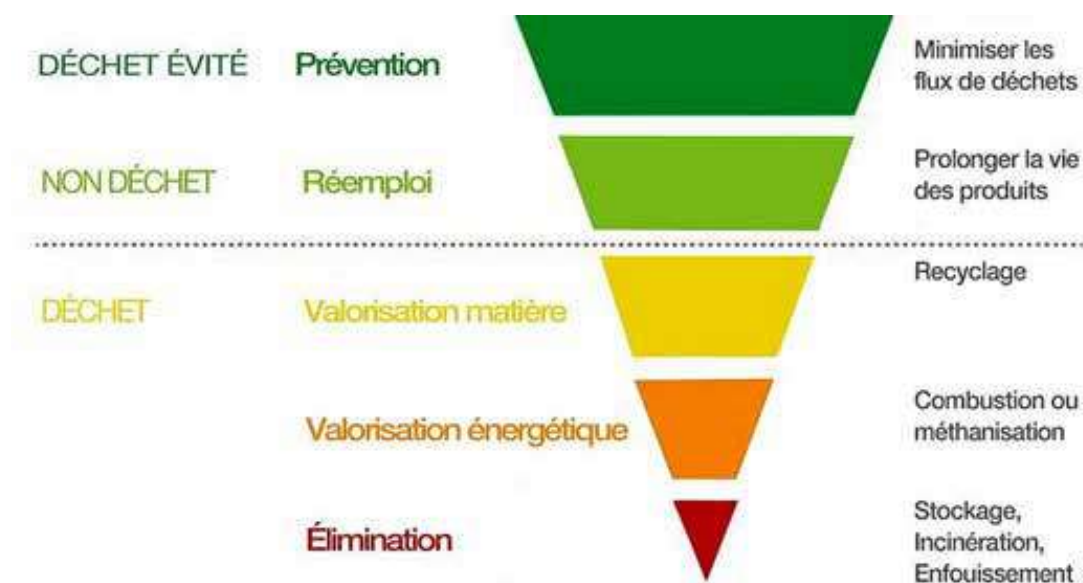 DÉCHET ÉVITÉ Prévention Minimiser les
flux de déchets
NON DÉCHET Réemploi Prolonger la vie
des produits
DÉCHET Valorisation matière Recyclage
Valorisation énergétique Combustion ou
méthanisation
Élimination Stockage,
Incinération,
Enfouissement